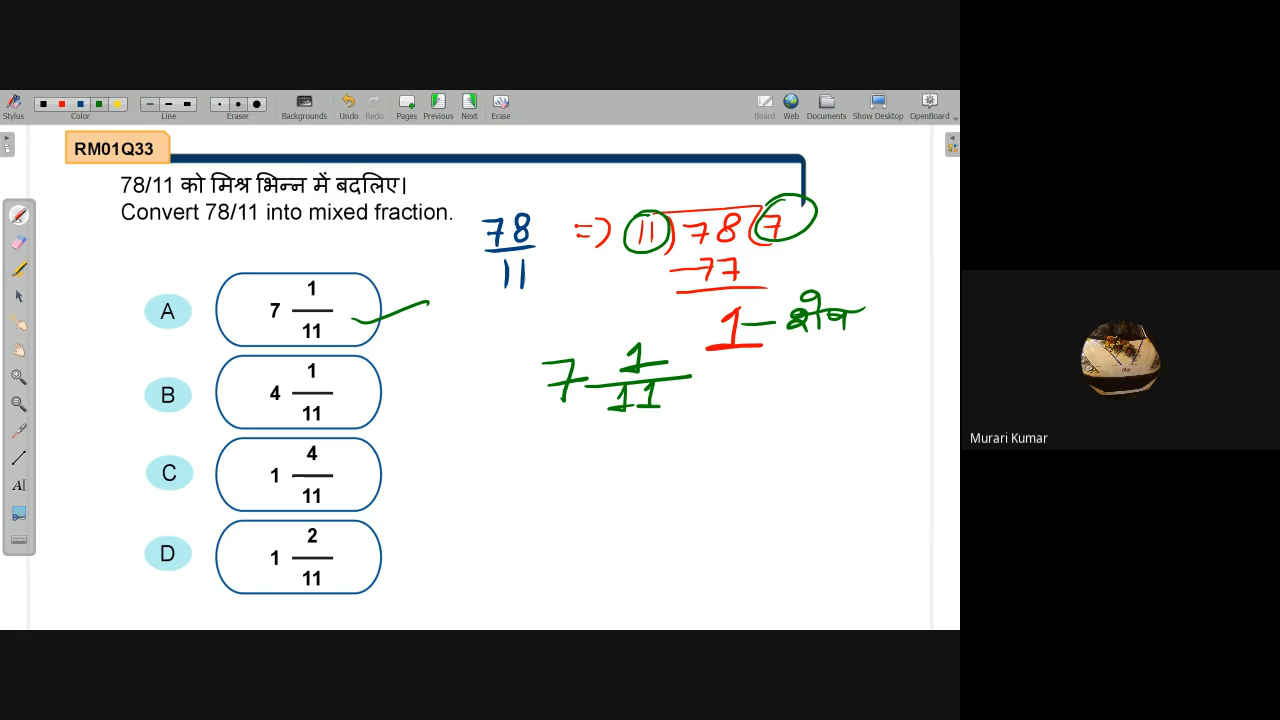 Stylus
Color
Line
Eraser
Backgrounds
Undo
Redo
Pages
Previous
Next
Erase
Board
Web
Documents
Show Desktop
OpenBoard
RM01Q33
78/11 को मिश्र भिन्न में बदलिए।
Convert 78/11 into mixed fraction.
78
11
=> 11) 78 (7
-77
1 - शेष
7 1
11
A
7 1
11
B
4 1
11
C
1 4
11
D
1 2
11
AI
Murari Kumar